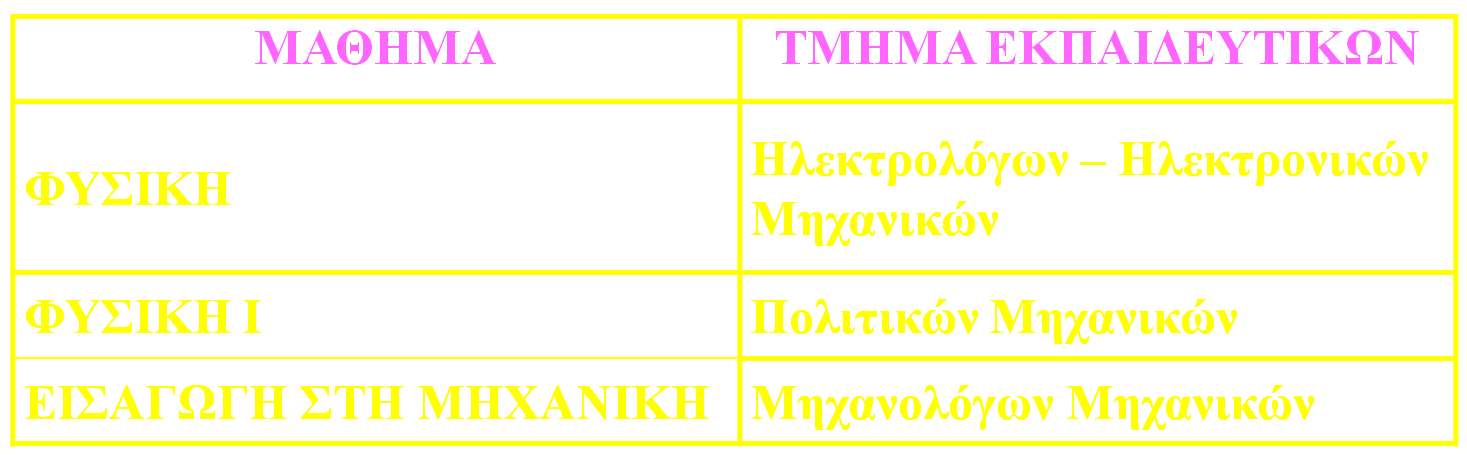 ΜΑΘΗΜΑ
ΤΜΗΜΑ ΕΚΠΑΙΔΕΥΤΙΚΩΝ
ΦΥΣΙΚΗ
Ηλεκτρολόγων – Ηλεκτρονικών
Μηχανικών
ΦΥΣΙΚΗ Ι
Πολιτικών Μηχανικών
ΕΙΣΑΓΩΓΗ ΣΤΗ ΜΗΧΑΝΙΚΗ
Μηχανολόγων Μηχανικών